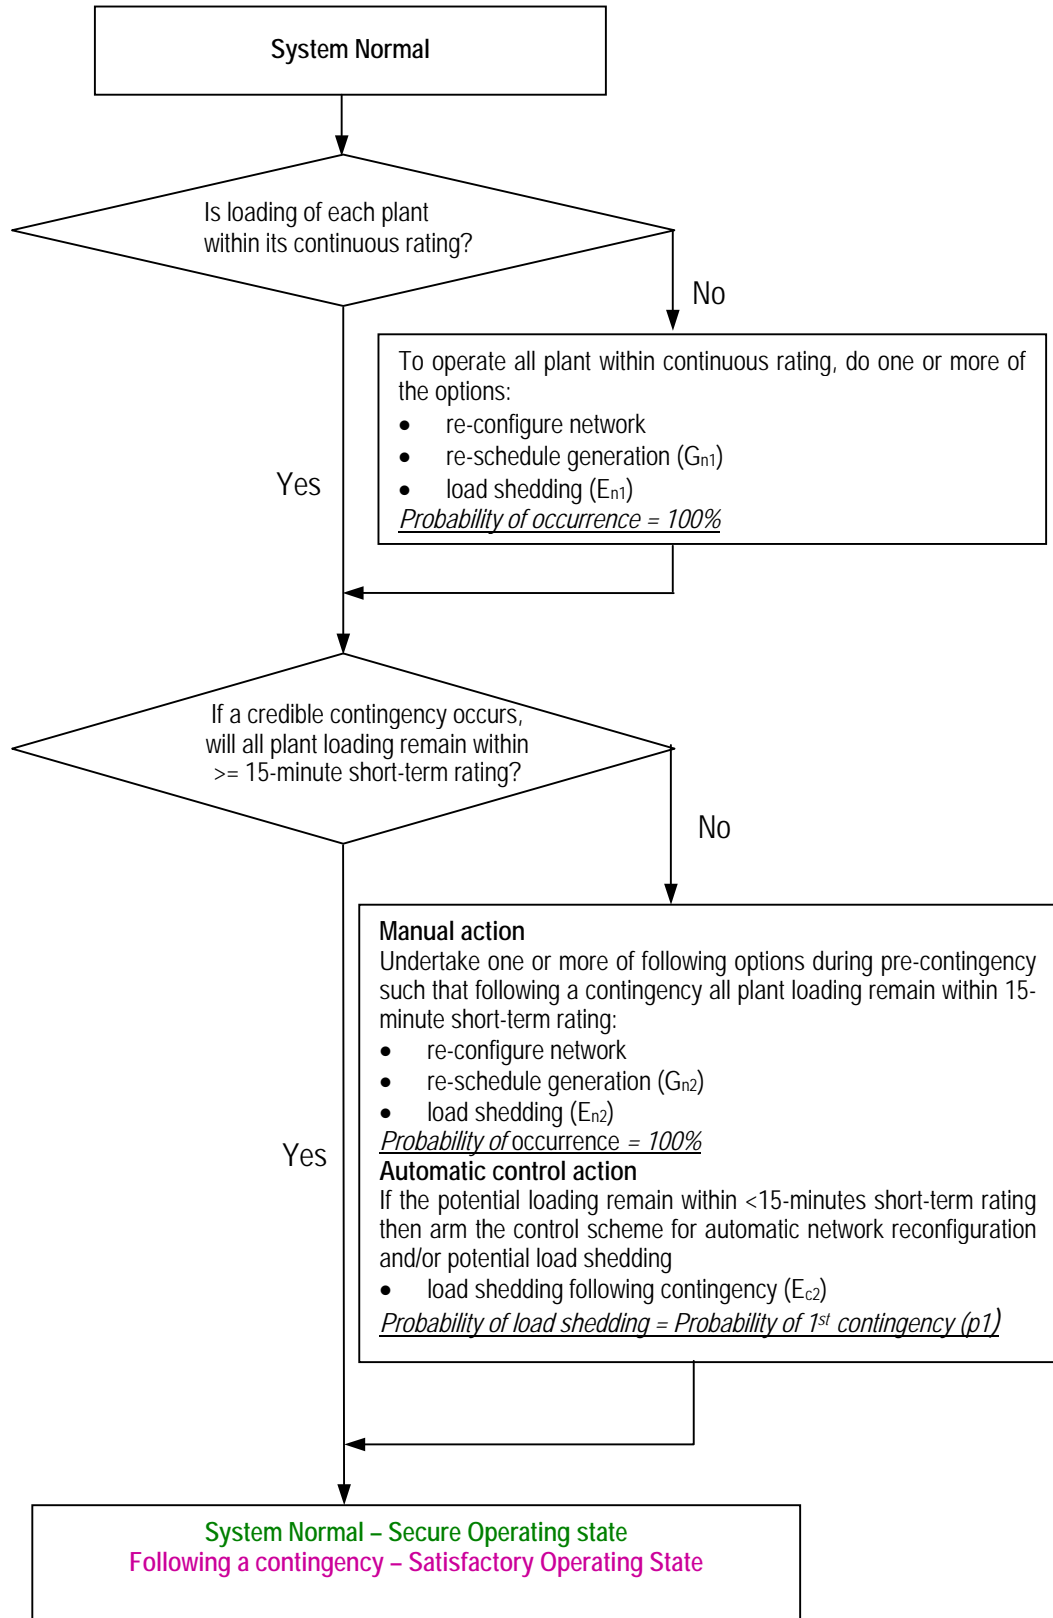 System Normal
Is loading of each plant
within its continuous rating?
No
To operate all plant within continuous rating, do one or more of
the options:
• re-configure network
• re-schedule generation (Gn1)
• load shedding (En1)
Probability of occurrence = 100%
Yes
If a credible contingency occurs,
will all plant loading remain within
>= 15-minute short-term rating?
No
Manual action
Undertake one or more of following options during pre-contingency
such that following a contingency all plant loading remain within 15-
minute short-term rating:
• re-configure network
• re-schedule generation (Gn2)
• load shedding (En2)
Probability of occurrence = 100%
Yes
Automatic control action
If the potential loading remain within <15-minutes short-term rating
then arm the control scheme for automatic network reconfiguration
and/or potential load shedding
• load shedding following contingency (Ec2)
Probability of load shedding = Probability of 1st contingency (p1)
System Normal – Secure Operating state
Following a contingency – Satisfactory Operating State